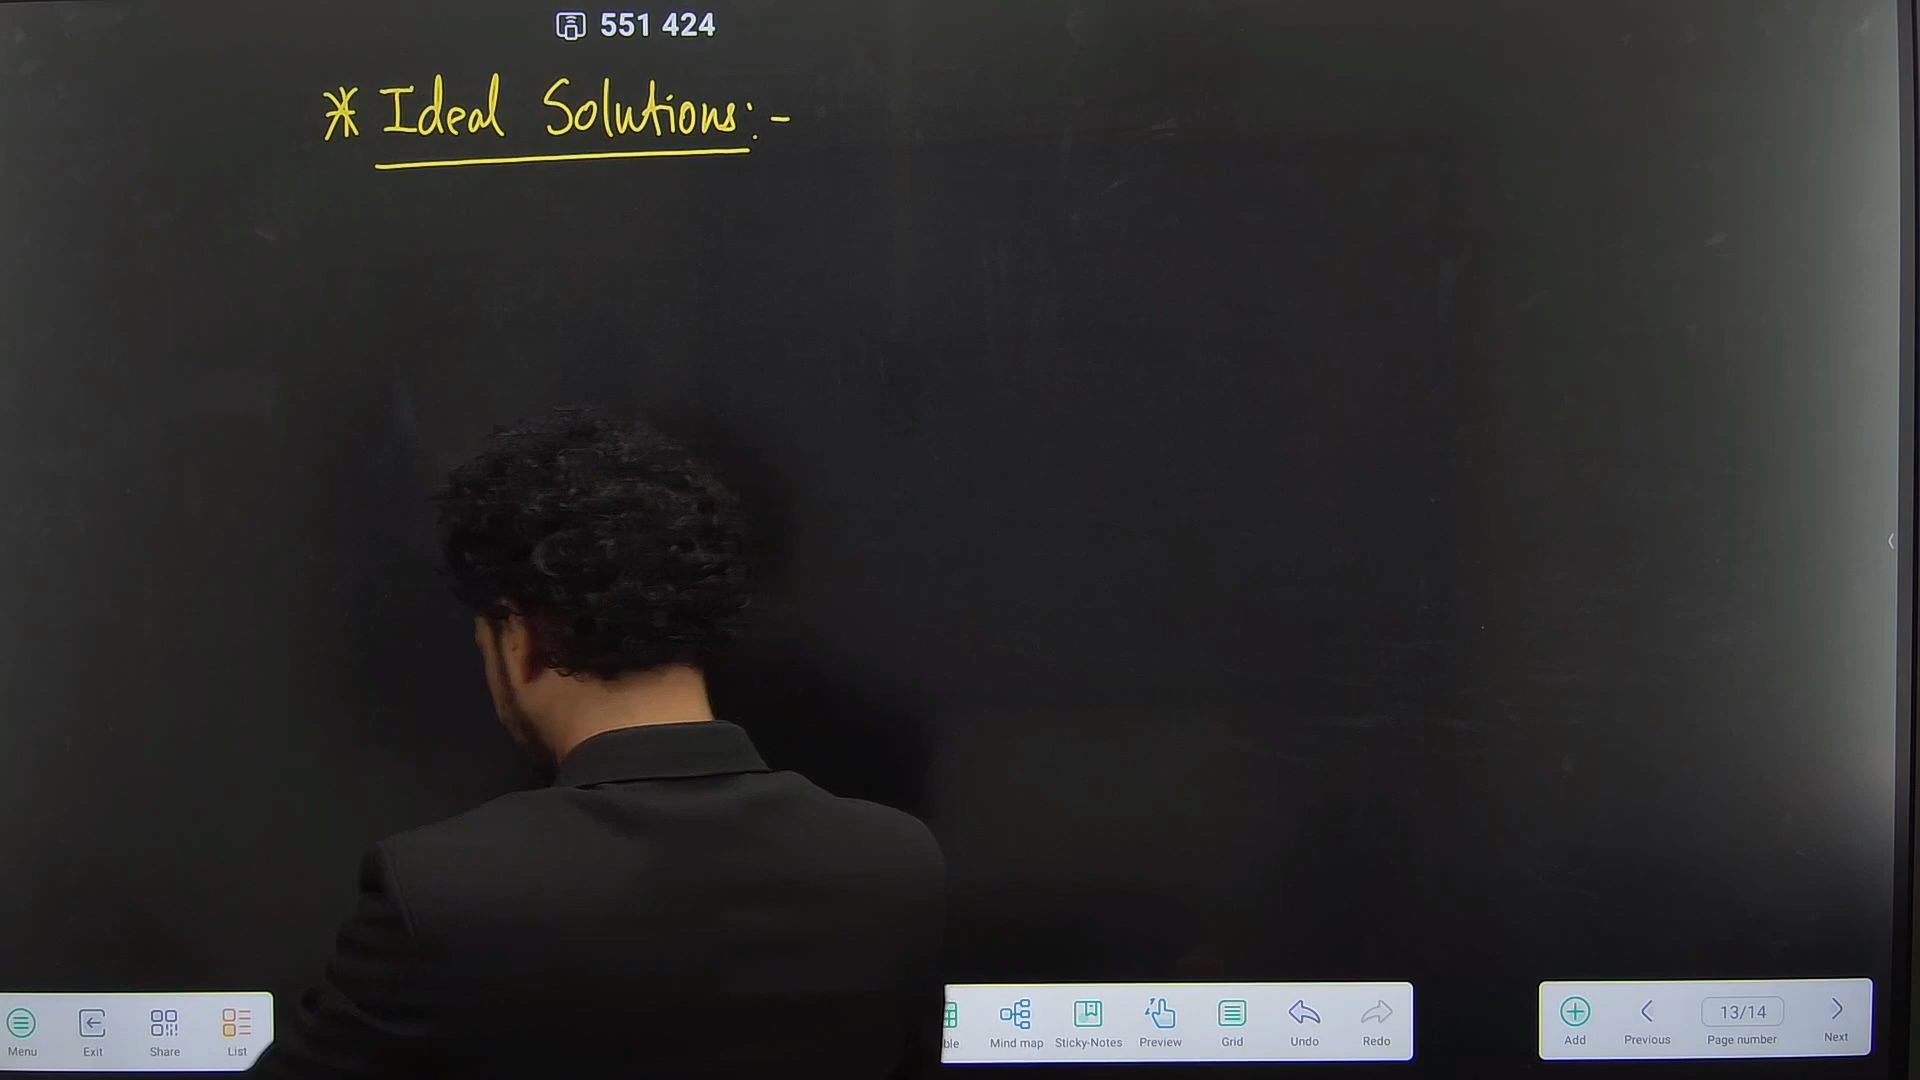 551 424
* Ideal Solutions:-
Menu Exit Share List ble Mind map Sticky-Notes Preview Grid Undo Redo Add Previous 13/14 Page number Next